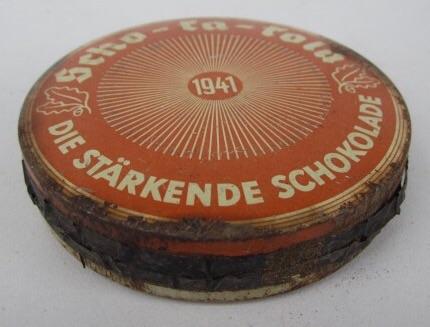 Scho-ka-kola
1941
DIE STÄRKENDE SCHOKOLADE